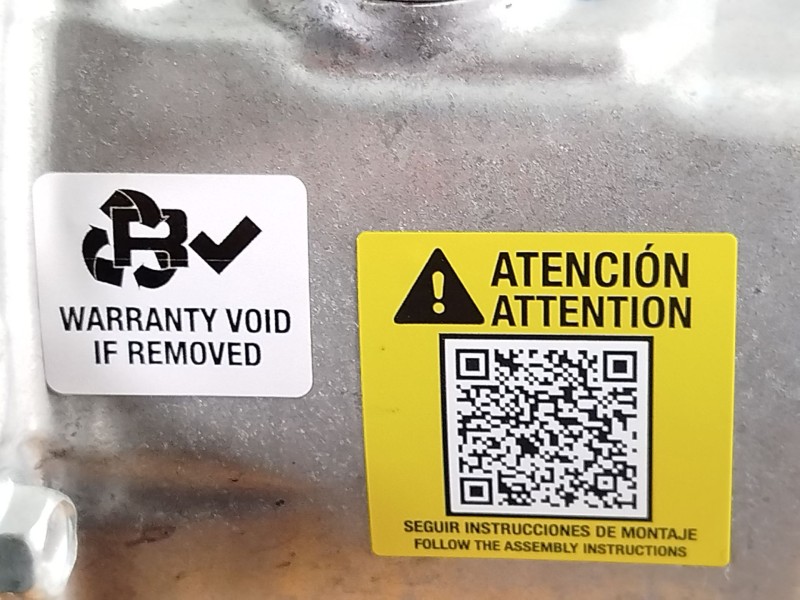 R
WARRANTY VOID
IF REMOVED
ATENCIÓN
ATTENTION
SEGUIR INSTRUCCIONES DE MONTAJE
FOLLOW THE ASSEMBLY INSTRUCTIONS